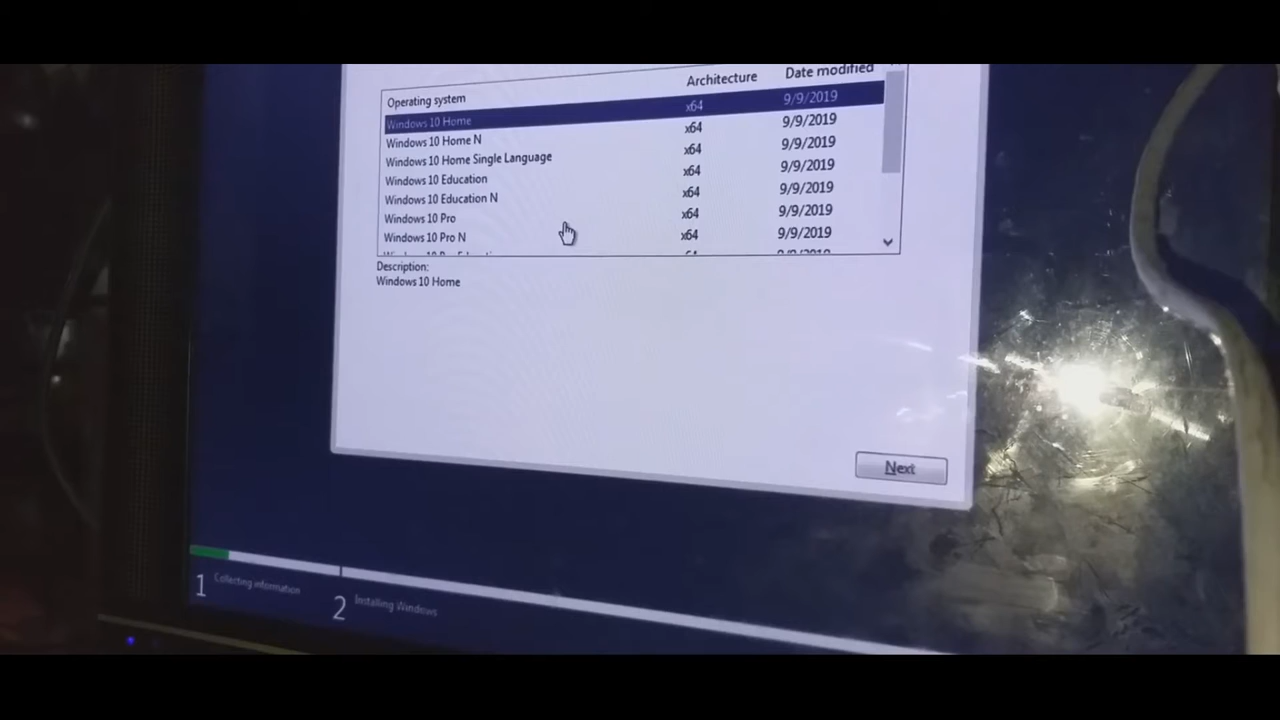 Operating system Architecture Date modified
Windows 10 Home x64 9/9/2019
Windows 10 Home N x64 9/9/2019
Windows 10 Home Single Language x64 9/9/2019
Windows 10 Education x64 9/9/2019
Windows 10 Education N x64 9/9/2019
Windows 10 Pro x64 9/9/2019
Windows 10 Pro N x64 9/9/2019
Description:
Windows 10 Home
Next
1 Collecting information
2 Installing Windows